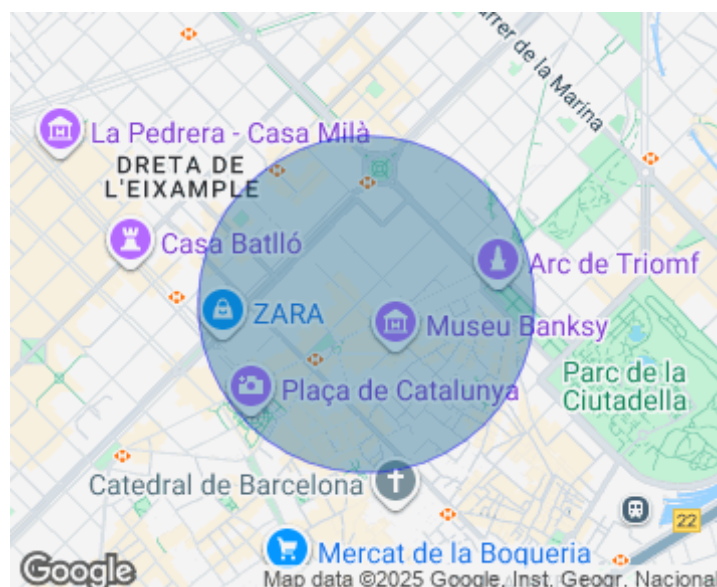 rrer de la Marina
La Pedrera - Casa Milà
DRETA DE
L'EIXAMPLE
Casa Batlló
Arc de Triomf
ZARA
Museu Banksy
Parc de la
Ciutadella
Plaça de Catalunya
Catedral de Barcelona
22
Mercat de la Boqueria
Google
Map data ©2025 Google, Inst. Geogr. Nacional